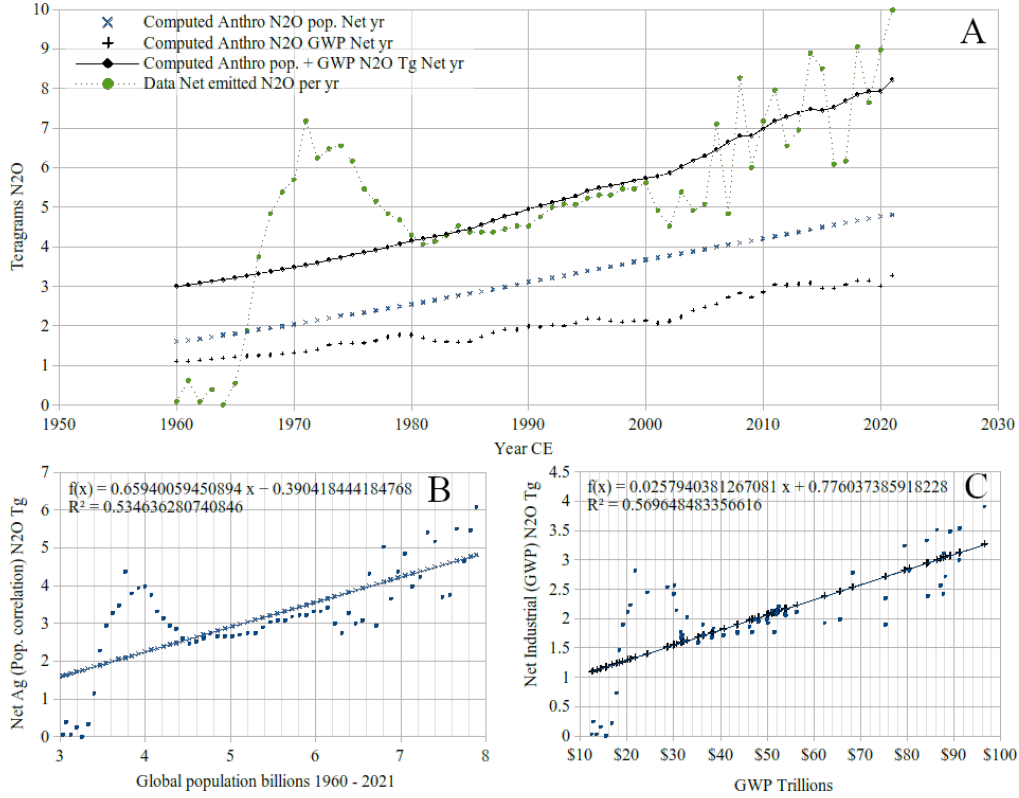 10
9
8
7
6
5
4
3
2
1
0
Teragrams N2O
Computed Anthro N2O pop. Net yr
Computed Anthro N2O GWP Net yr
Computed Anthro pop. + GWP N2O Tg Net yr
Data Net emitted N2O per yr
A
1950 1960 1970 1980 1990 2000 2010 2020 2030
Year CE
7
6
5
4
3
2
1
0
Net Ag (Pop. correlation) N2O Tg
f(x) = 0.65940059450894 x − 0.390418444184768
R² = 0.534636280740846
B
3 4 5 6 7 8
Global population billions 1960 - 2021
4.5
4
3.5
3
2.5
2
1.5
1
0.5
0
Net Industrial (GWP) N2O Tg
f(x) = 0.0257940381267081 x + 0.776037385918228
R² = 0.569648483356616
C
$10 $20 $30 $40 $50 $60 $70 $80 $90 $100
GWP Trillions